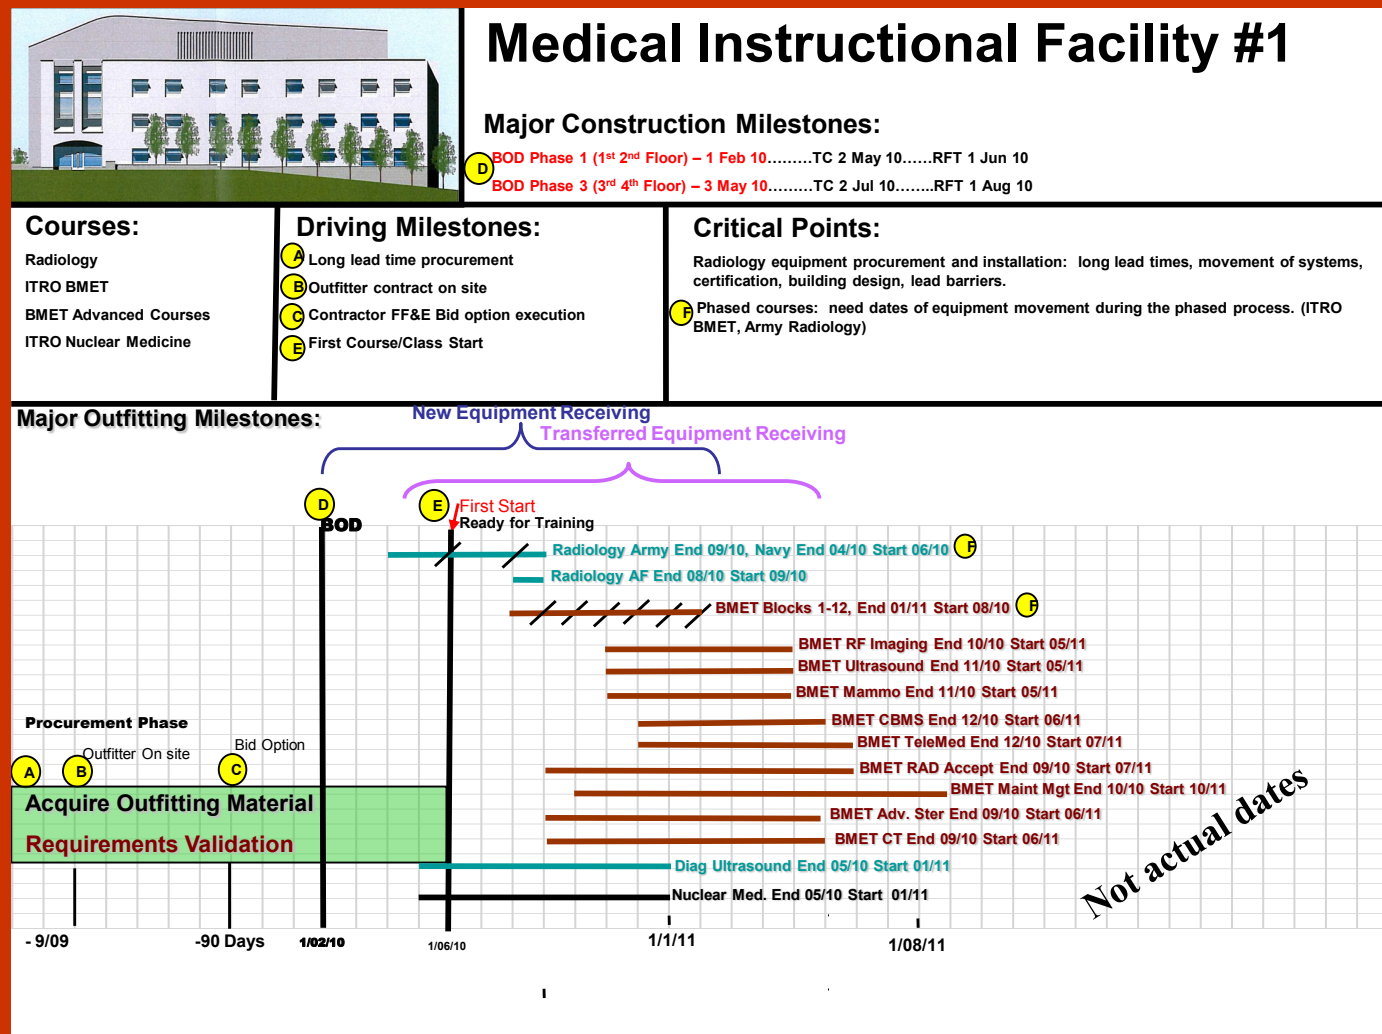 Medical Instructional Facility #1
Major Construction Milestones:
D
BOD Phase 1 (1st 2nd Floor) – 1 Feb 10………TC 2 May 10……RFT 1 Jun 10
BOD Phase 3 (3rd 4th Floor) – 3 May 10………TC 2 Jul 10……..RFT 1 Aug 10
Courses:
Radiology
ITRO BMET
BMET Advanced Courses
ITRO Nuclear Medicine
Driving Milestones:
A Long lead time procurement
B Outfitter contract on site
C Contractor FF&E Bid option execution
E First Course/Class Start
Critical Points:
Radiology equipment procurement and installation: long lead times, movement of systems,
certification, building design, lead barriers.
F Phased courses: need dates of equipment movement during the phased process. (ITRO
BMET, Army Radiology)
Major Outfitting Milestones:
New Equipment Receiving
Transferred Equipment Receiving
D
BOD
E
First Start
Ready for Training
Radiology Army End 09/10, Navy End 04/10 Start 06/10 F
Radiology AF End 08/10 Start 09/10
BMET Blocks 1-12, End 01/11 Start 08/10 F
BMET RF Imaging End 10/10 Start 05/11
BMET Ultrasound End 11/10 Start 05/11
BMET Mammo End 11/10 Start 05/11
BMET CBMS End 12/10 Start 06/11
BMET TeleMed End 12/10 Start 07/11
BMET RAD Accept End 09/10 Start 07/11
BMET Maint Mgt End 10/10 Start 10/11
BMET Adv. Ster End 09/10 Start 06/11
BMET CT End 09/10 Start 06/11
Diag Ultrasound End 05/10 Start 01/11
Nuclear Med. End 05/10 Start 01/11
Procurement Phase
Outfitter On site
Bid Option
A
B
C
Acquire Outfitting Material
Requirements Validation
Not actual dates
- 9/09
-90 Days
1/02/10
1/06/10
1/1/11
1/08/11